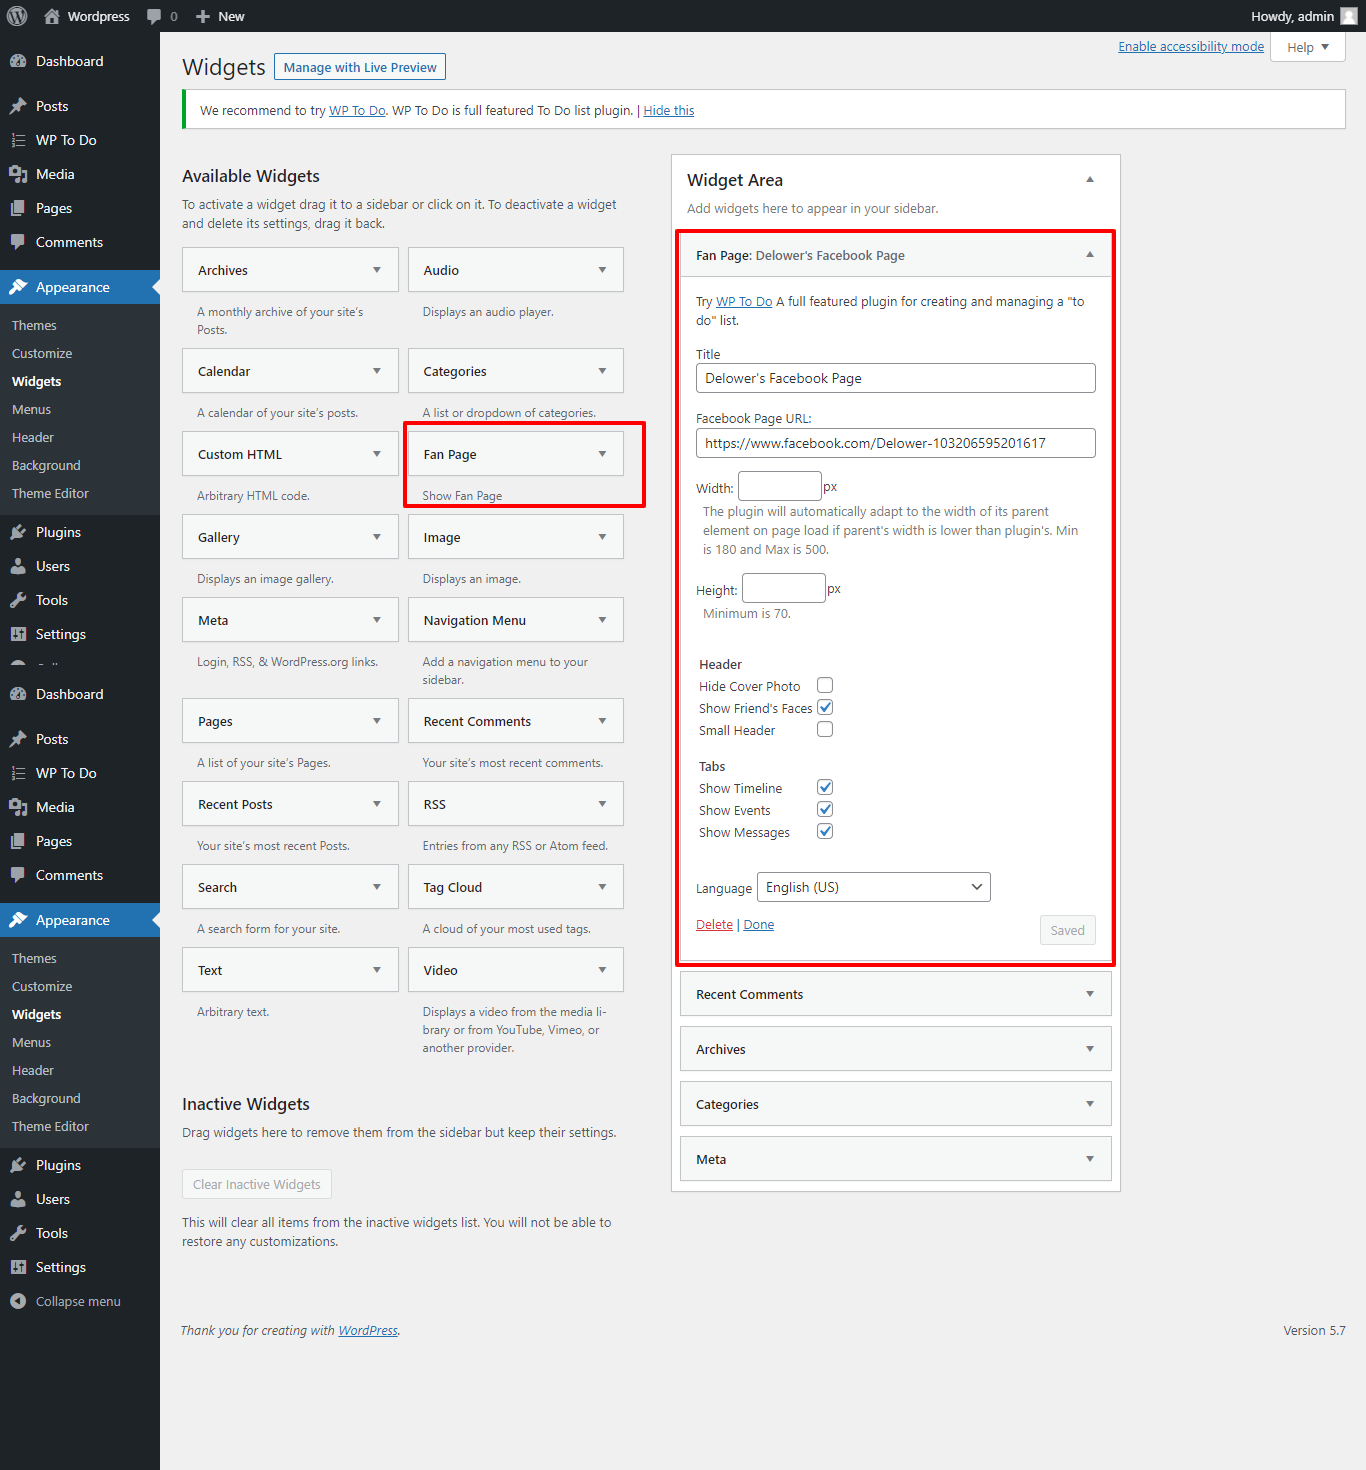 Wordpress 0 New Howdy, admin
Dashboard
Posts
WP To Do
Media
Pages
Comments
Appearance
Themes
Customize
Widgets
Menus
Header
Background
Theme Editor
Plugins
Users
Tools
Settings
Dashboard
Posts
WP To Do
Media
Pages
Comments
Appearance
Themes
Customize
Widgets
Menus
Header
Background
Theme Editor
Plugins
Users
Tools
Settings
Collapse menu
Enable accessibility mode
Help
Widgets
Manage with Live Preview
We recommend to try WP To Do. WP To Do is full featured To Do list plugin. | Hide this
Available Widgets
To activate a widget drag it to a sidebar or click on it. To deactivate a widget
and delete its settings, drag it back.
Archives
A monthly archive of your site's
Posts.
Audio
Displays an audio player.
Calendar
A calendar of your site's posts.
Categories
A list or dropdown of categories.
Custom HTML
Arbitrary HTML code.
Fan Page
Show Fan Page
Gallery
Displays an image gallery.
Image
Displays an image.
Meta
Login, RSS, & WordPress.org links.
Navigation Menu
Add a navigation menu to your
sidebar.
Pages
A list of your site's Pages.
Recent Comments
Your site's most recent comments.
Recent Posts
Your site's most recent Posts.
RSS
Entries from any RSS or Atom feed.
Search
A search form for your site.
Tag Cloud
A cloud of your most used tags.
Text
Arbitrary text.
Video
Displays a video from the media li-
brary or from YouTube, Vimeo, or
another provider.
Inactive Widgets
Drag widgets here to remove them from the sidebar but keep their settings.
Clear Inactive Widgets
This will clear all items from the inactive widgets list. You will not be able to
restore any customizations.
Widget Area
Add widgets here to appear in your sidebar.
Fan Page: Delower's Facebook Page
Try WP To Do A full featured plugin for creating and managing a "to
do" list.
Title
Delower's Facebook Page
Facebook Page URL:
https://www.facebook.com/Delower-103206595201617
Width: px
The plugin will automatically adapt to the width of its parent
element on page load if parent's width is lower than plugin's. Min
is 180 and Max is 500.
Height: px
Minimum is 70.
Header
Hide Cover Photo
Show Friend's Faces
Small Header
Tabs
Show Timeline
Show Events
Show Messages
Language English (US)
Delete | Done
Saved
Recent Comments
Archives
Categories
Meta
Thank you for creating with WordPress.
Version 5.7